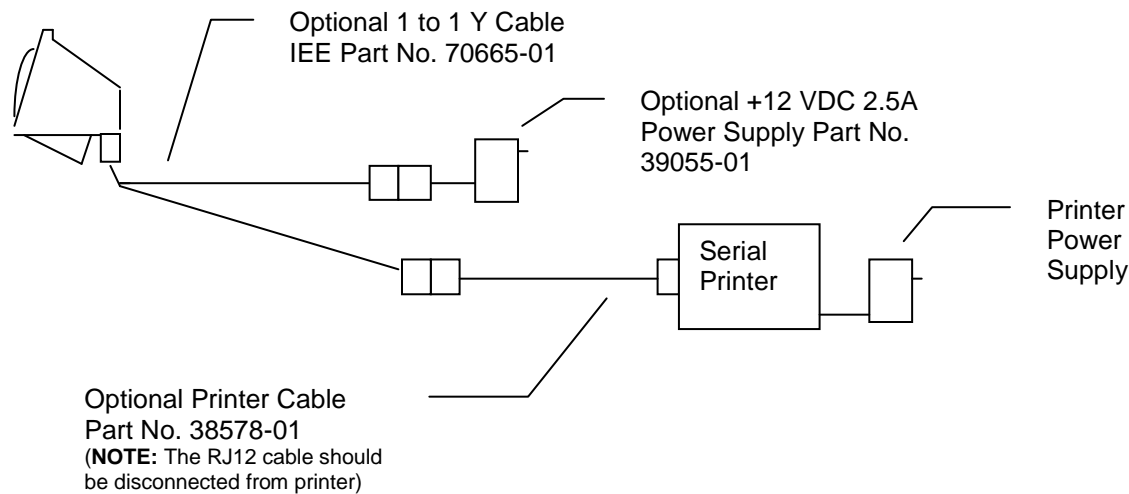 Optional 1 to 1 Y Cable
IEE Part No. 70665-01
Optional +12 VDC 2.5A
Power Supply Part No.
39055-01
Printer
Power
Supply
Serial
Printer
Optional Printer Cable
Part No. 38578-01
(NOTE: The RJ12 cable should
be disconnected from printer)